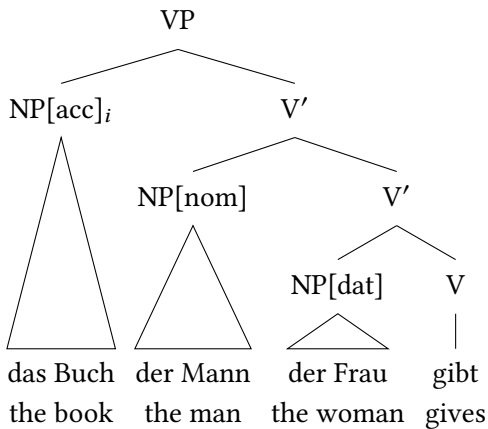 VP
NP[acc]i V′
NP[nom] V′
NP[dat] V
das Buch der Mann der Frau gibt
the book the man the woman gives